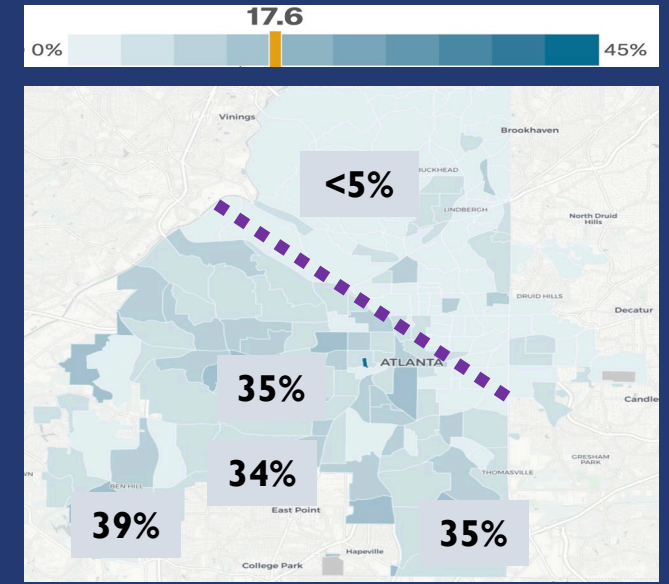 17.6
0%
45%
Vinings
Brookhaven
<5%
BUCKHEAD
LINDBERGH
North Druid
Hills
DRUID HILLS
Decatur
ATLANTA
35%
Candle
34%
GRESHAM
PARK
THOMASVILLE
BEN HILL
39%
East Point
35%
Hapeville
College Park